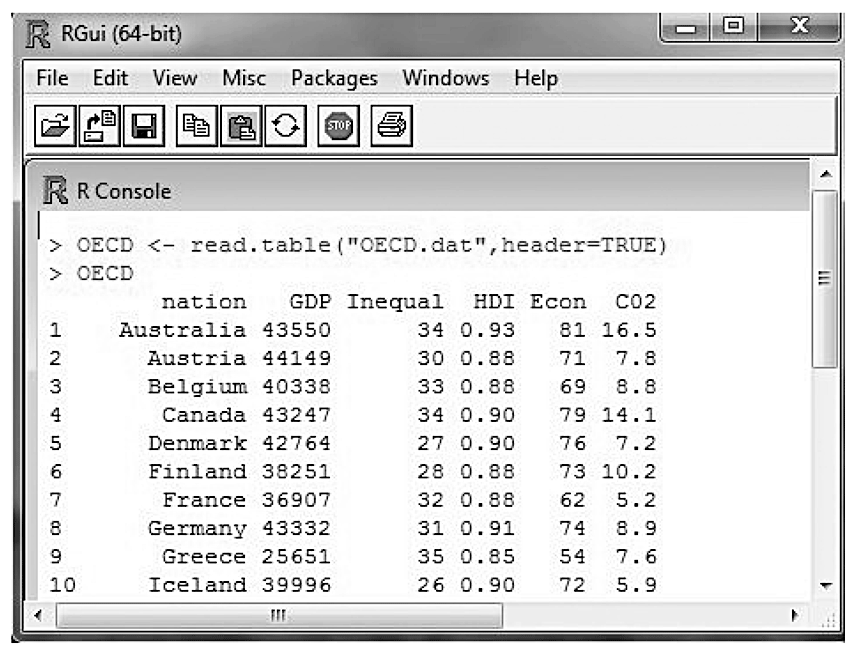 RGui (64-bit)
File Edit View Misc Packages Windows Help
STOP
R Console
> OECD <- read.table("OECD.dat",header=TRUE)
> OECD
nation GDP Inequal HDI Econ C02
1 Australia 43550 34 0.93 81 16.5
2 Austria 44149 30 0.88 71 7.8
3 Belgium 40338 33 0.88 69 8.8
4 Canada 43247 34 0.90 79 14.1
5 Denmark 42764 27 0.90 76 7.2
6 Finland 38251 28 0.88 73 10.2
7 France 36907 32 0.88 62 5.2
8 Germany 43332 31 0.91 74 8.9
9 Greece 25651 35 0.85 54 7.6
10 Iceland 39996 26 0.90 72 5.9